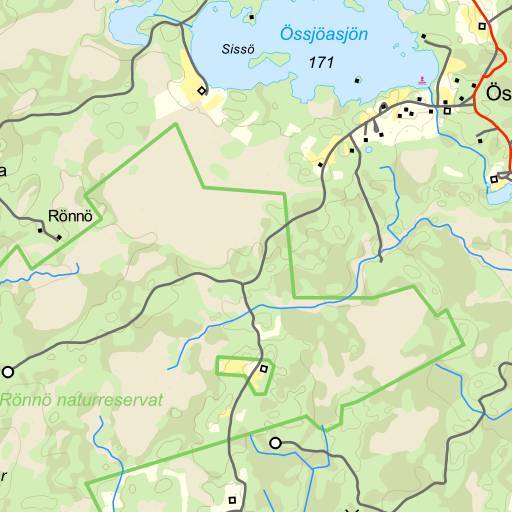 Össjöasjön
Sissö
171
Ös
a
Rönnö
Rönnö naturreservat
r